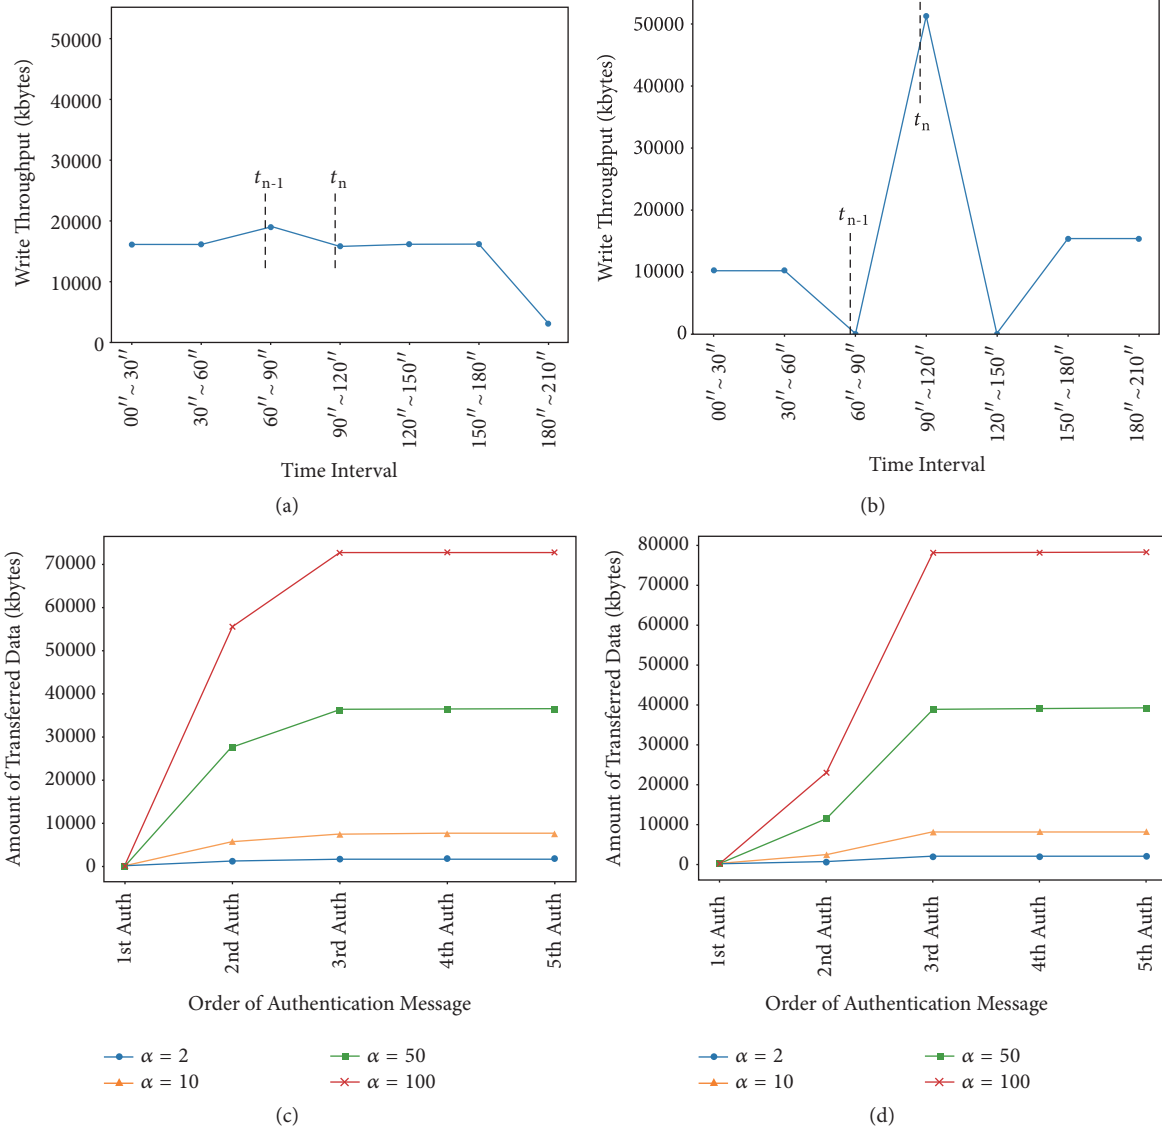 Write Throughput (kbytes)
50000
40000
30000
20000
10000
0
t n-1
t n
00″~30″
30″~60″
60″~90″
90″~120″
120″~150″
150″~180″
180″~210″
Time Interval
(a)
Write Throughput (kbytes)
50000
40000
30000
20000
10000
0
t n
t n-1
00″~30″
30″~60″
60″~90″
90″~120″
120″~150″
150″~180″
180″~210″
Time Interval
(b)
Amount of Transferred Data (kbytes)
70000
60000
50000
40000
30000
20000
10000
0
1st Auth
2nd Auth
3rd Auth
4th Auth
5th Auth
Order of Authentication Message
α = 2
α = 10
α = 50
α = 100
(c)
Amount of Transferred Data (kbytes)
80000
70000
60000
50000
40000
30000
20000
10000
0
1st Auth
2nd Auth
3rd Auth
4th Auth
5th Auth
Order of Authentication Message
α = 2
α = 10
α = 50
α = 100
(d)